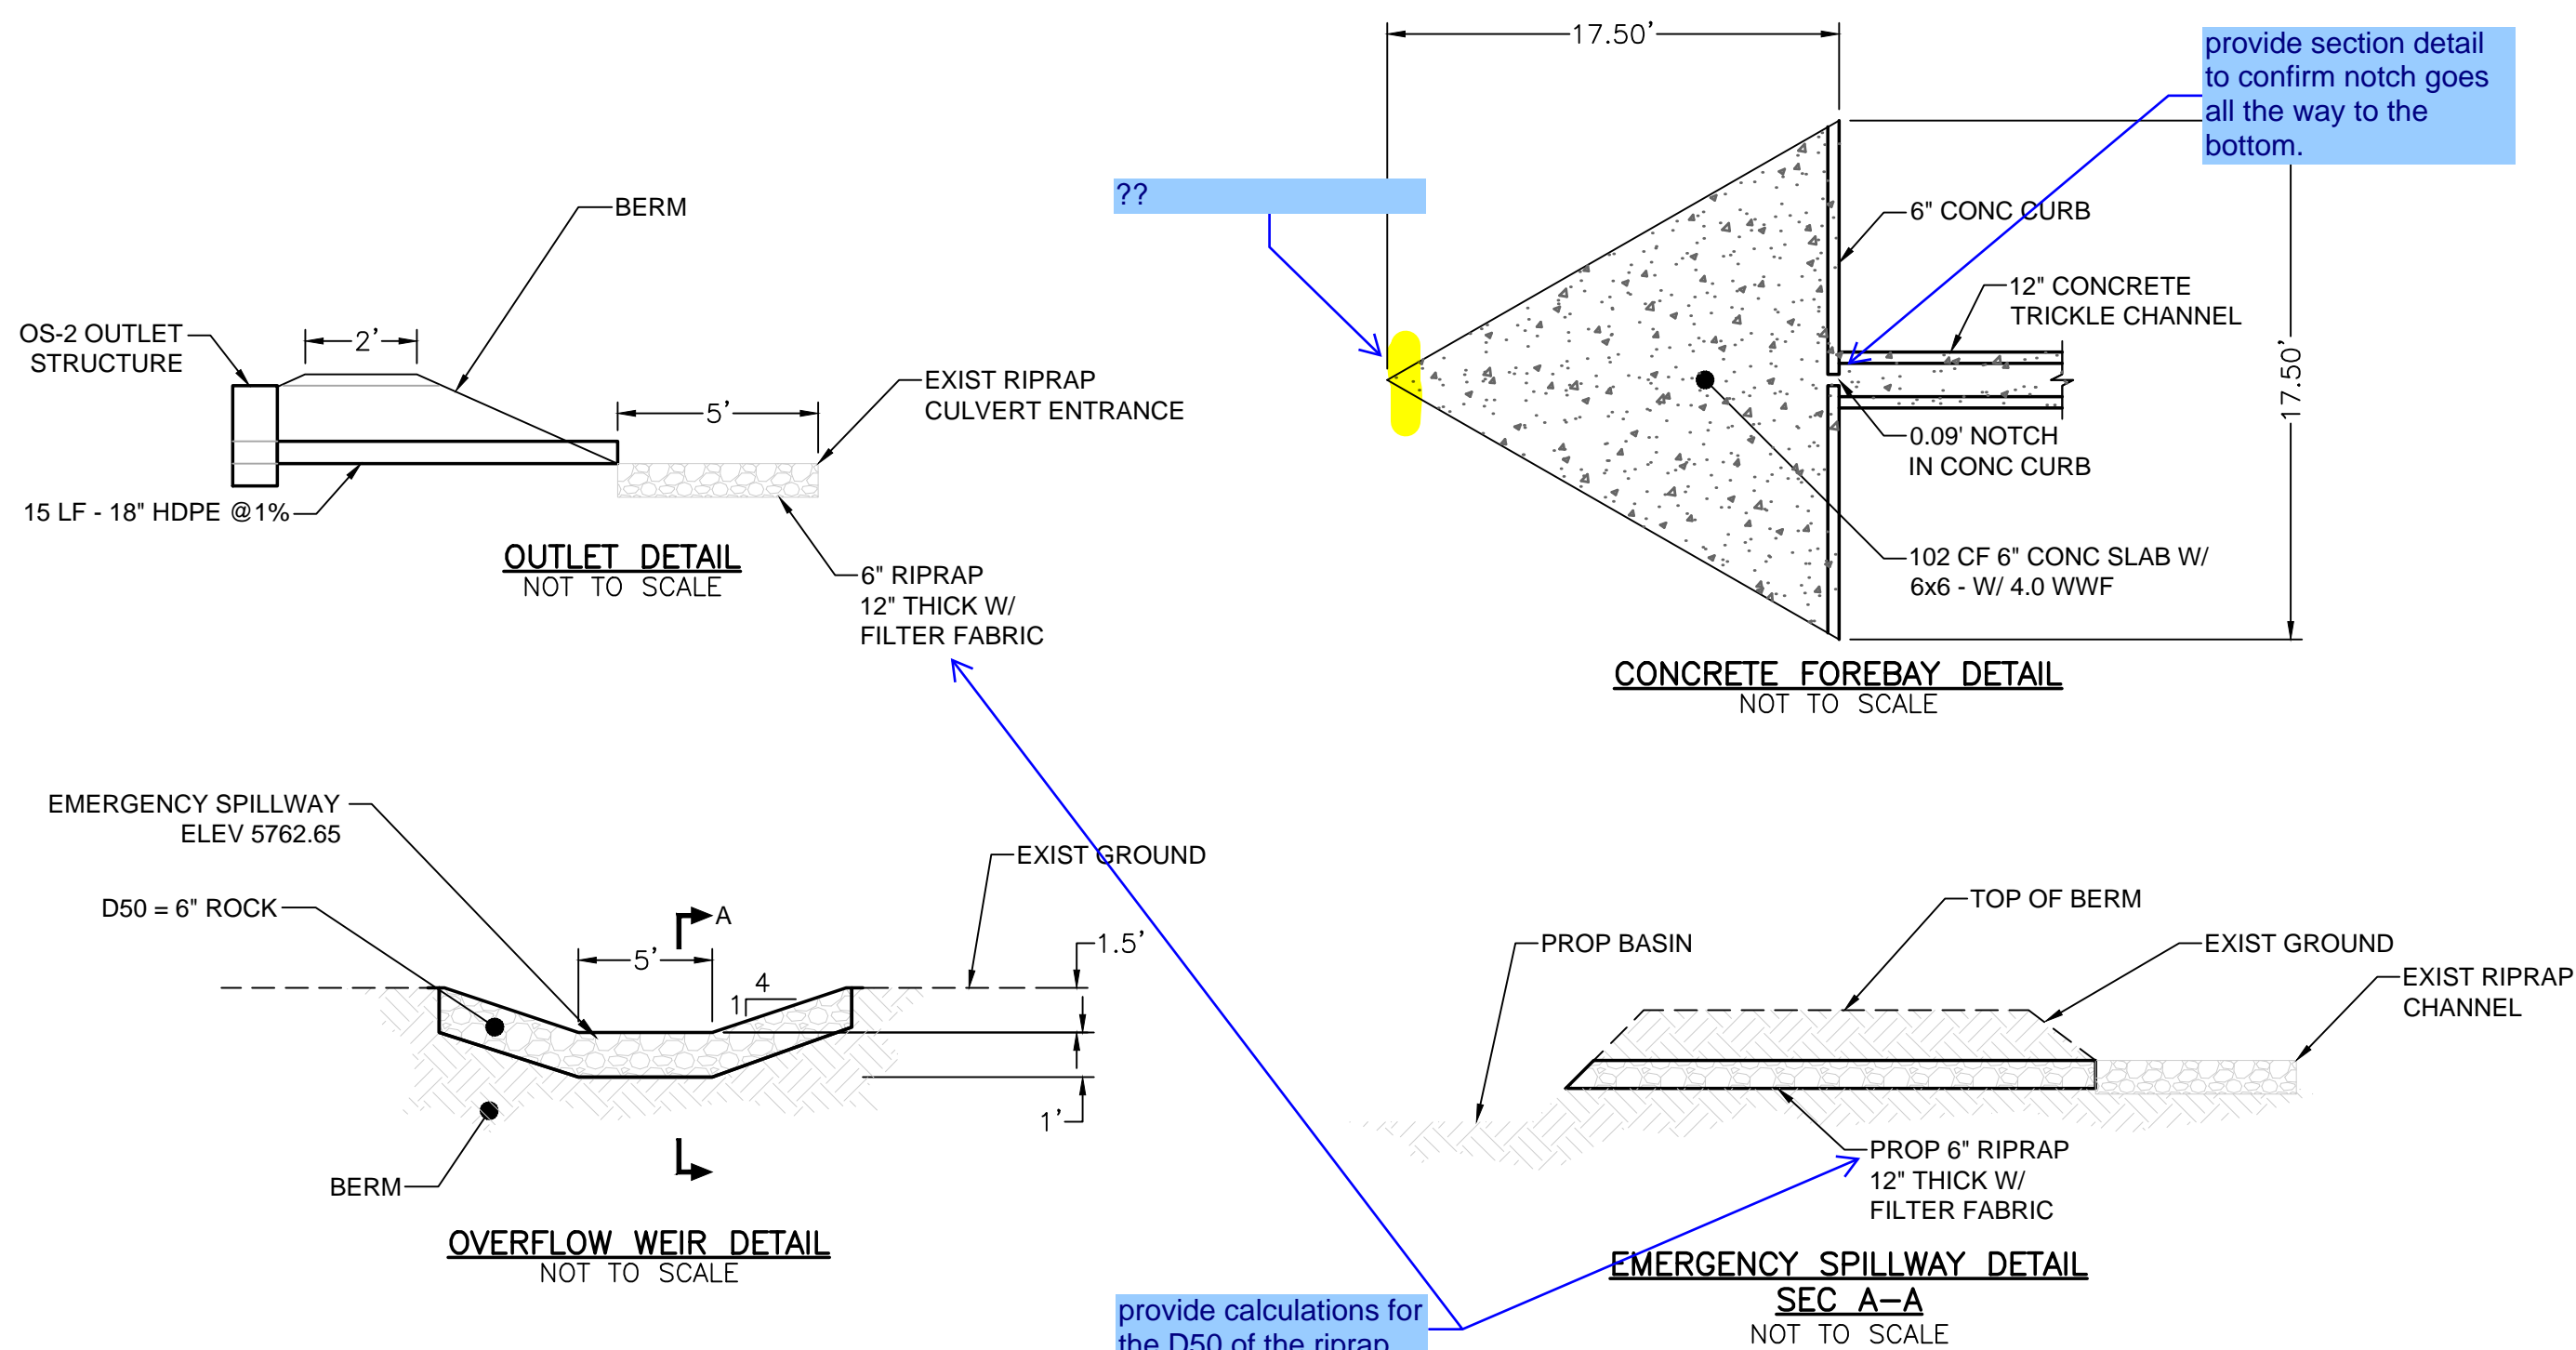 17.50'
provide section detail
to confirm notch goes
all the way to the
bottom.
??
BERM
6" CONC CURB
12" CONCRETE
TRICKLE CHANNEL
OS-2 OUTLET
STRUCTURE
2'
EXIST RIPRAP
CULVERT ENTRANCE
5'
17.50'
0.09' NOTCH
IN CONC CURB
15 LF - 18" HDPE @1%
OUTLET DETAIL
NOT TO SCALE
6" RIPRAP
12" THICK W/
FILTER FABRIC
102 CF 6" CONC SLAB W/
6x6 - W/ 4.0 WWF
CONCRETE FOREBAY DETAIL
NOT TO SCALE
EMERGENCY SPILLWAY
ELEV 5762.65
EXIST GROUND
D50 = 6" ROCK
A
5'
4
1
1.5'
1'
BERM
OVERFLOW WEIR DETAIL
NOT TO SCALE
TOP OF BERM
PROP BASIN
EXIST GROUND
EXIST RIPRAP
CHANNEL
PROP 6" RIPRAP
12" THICK W/
FILTER FABRIC
EMERGENCY SPILLWAY DETAIL
SEC A-A
NOT TO SCALE
provide calculations for
the D50 of the riprap